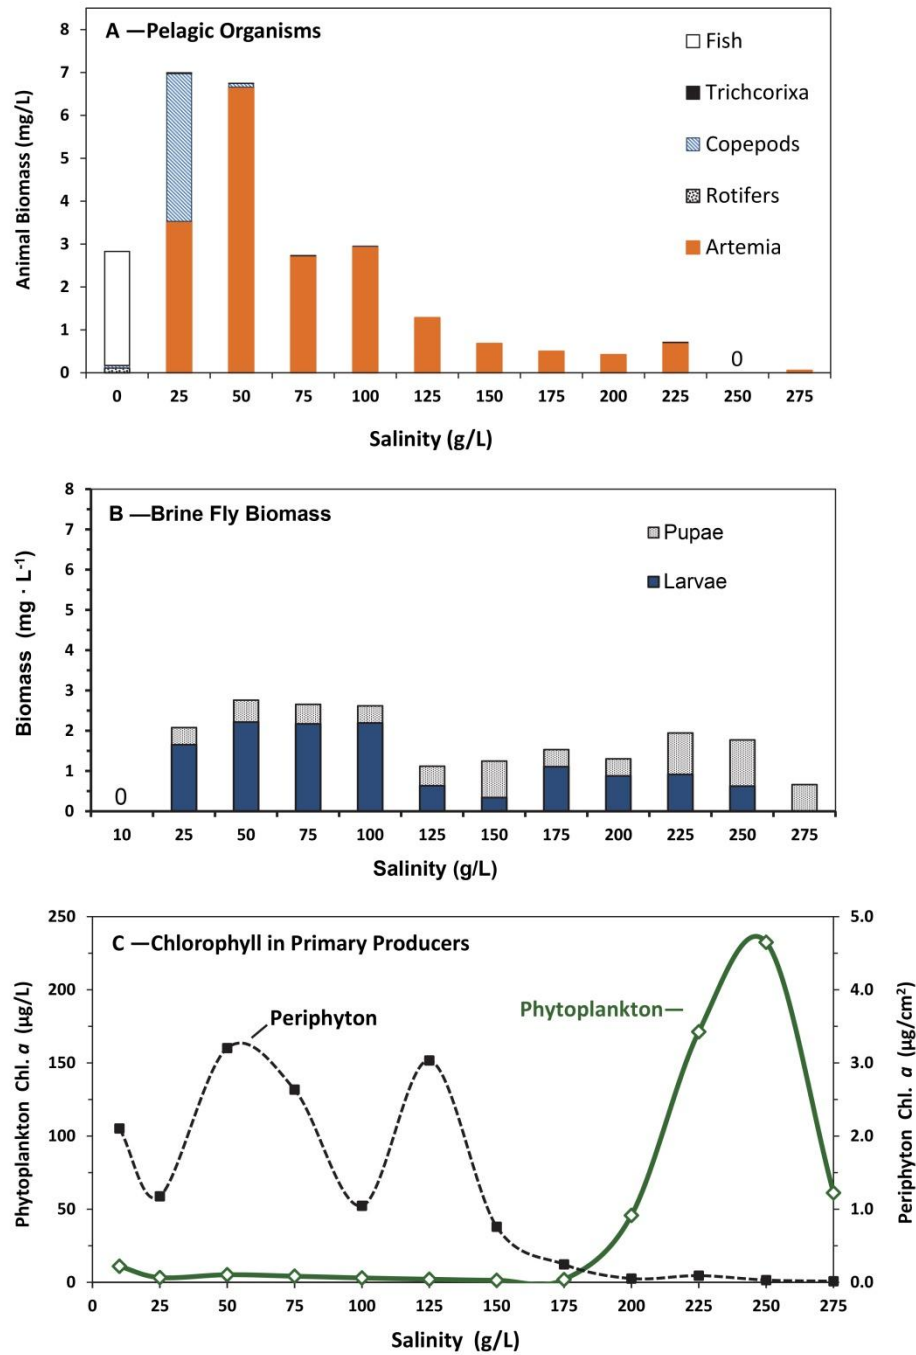 A —Pelagic Organisms
Animal Biomass (mg/L)
8
7
6
5
4
3
2
1
0
Fish
Trichcorixa
Copepods
Rotifers
Artemia
0
0 25 50 75 100 125 150 175 200 225 250 275
Salinity (g/L)
B —Brine Fly Biomass
Biomass (mg · L⁻¹)
8
7
6
5
4
3
2
1
0
Pupae
Larvae
0
10 25 50 75 100 125 150 175 200 225 250 275
Salinity (g/L)
C —Chlorophyll in Primary Producers
Phytoplankton Chl. a (µg/L)
250
200
150
100
50
0
Periphyton
Phytoplankton
5.0
4.0
3.0
2.0
1.0
0.0
Periphyton Chl. a (µg/cm²)
0 25 50 75 100 125 150 175 200 225 250 275
Salinity (g/L)